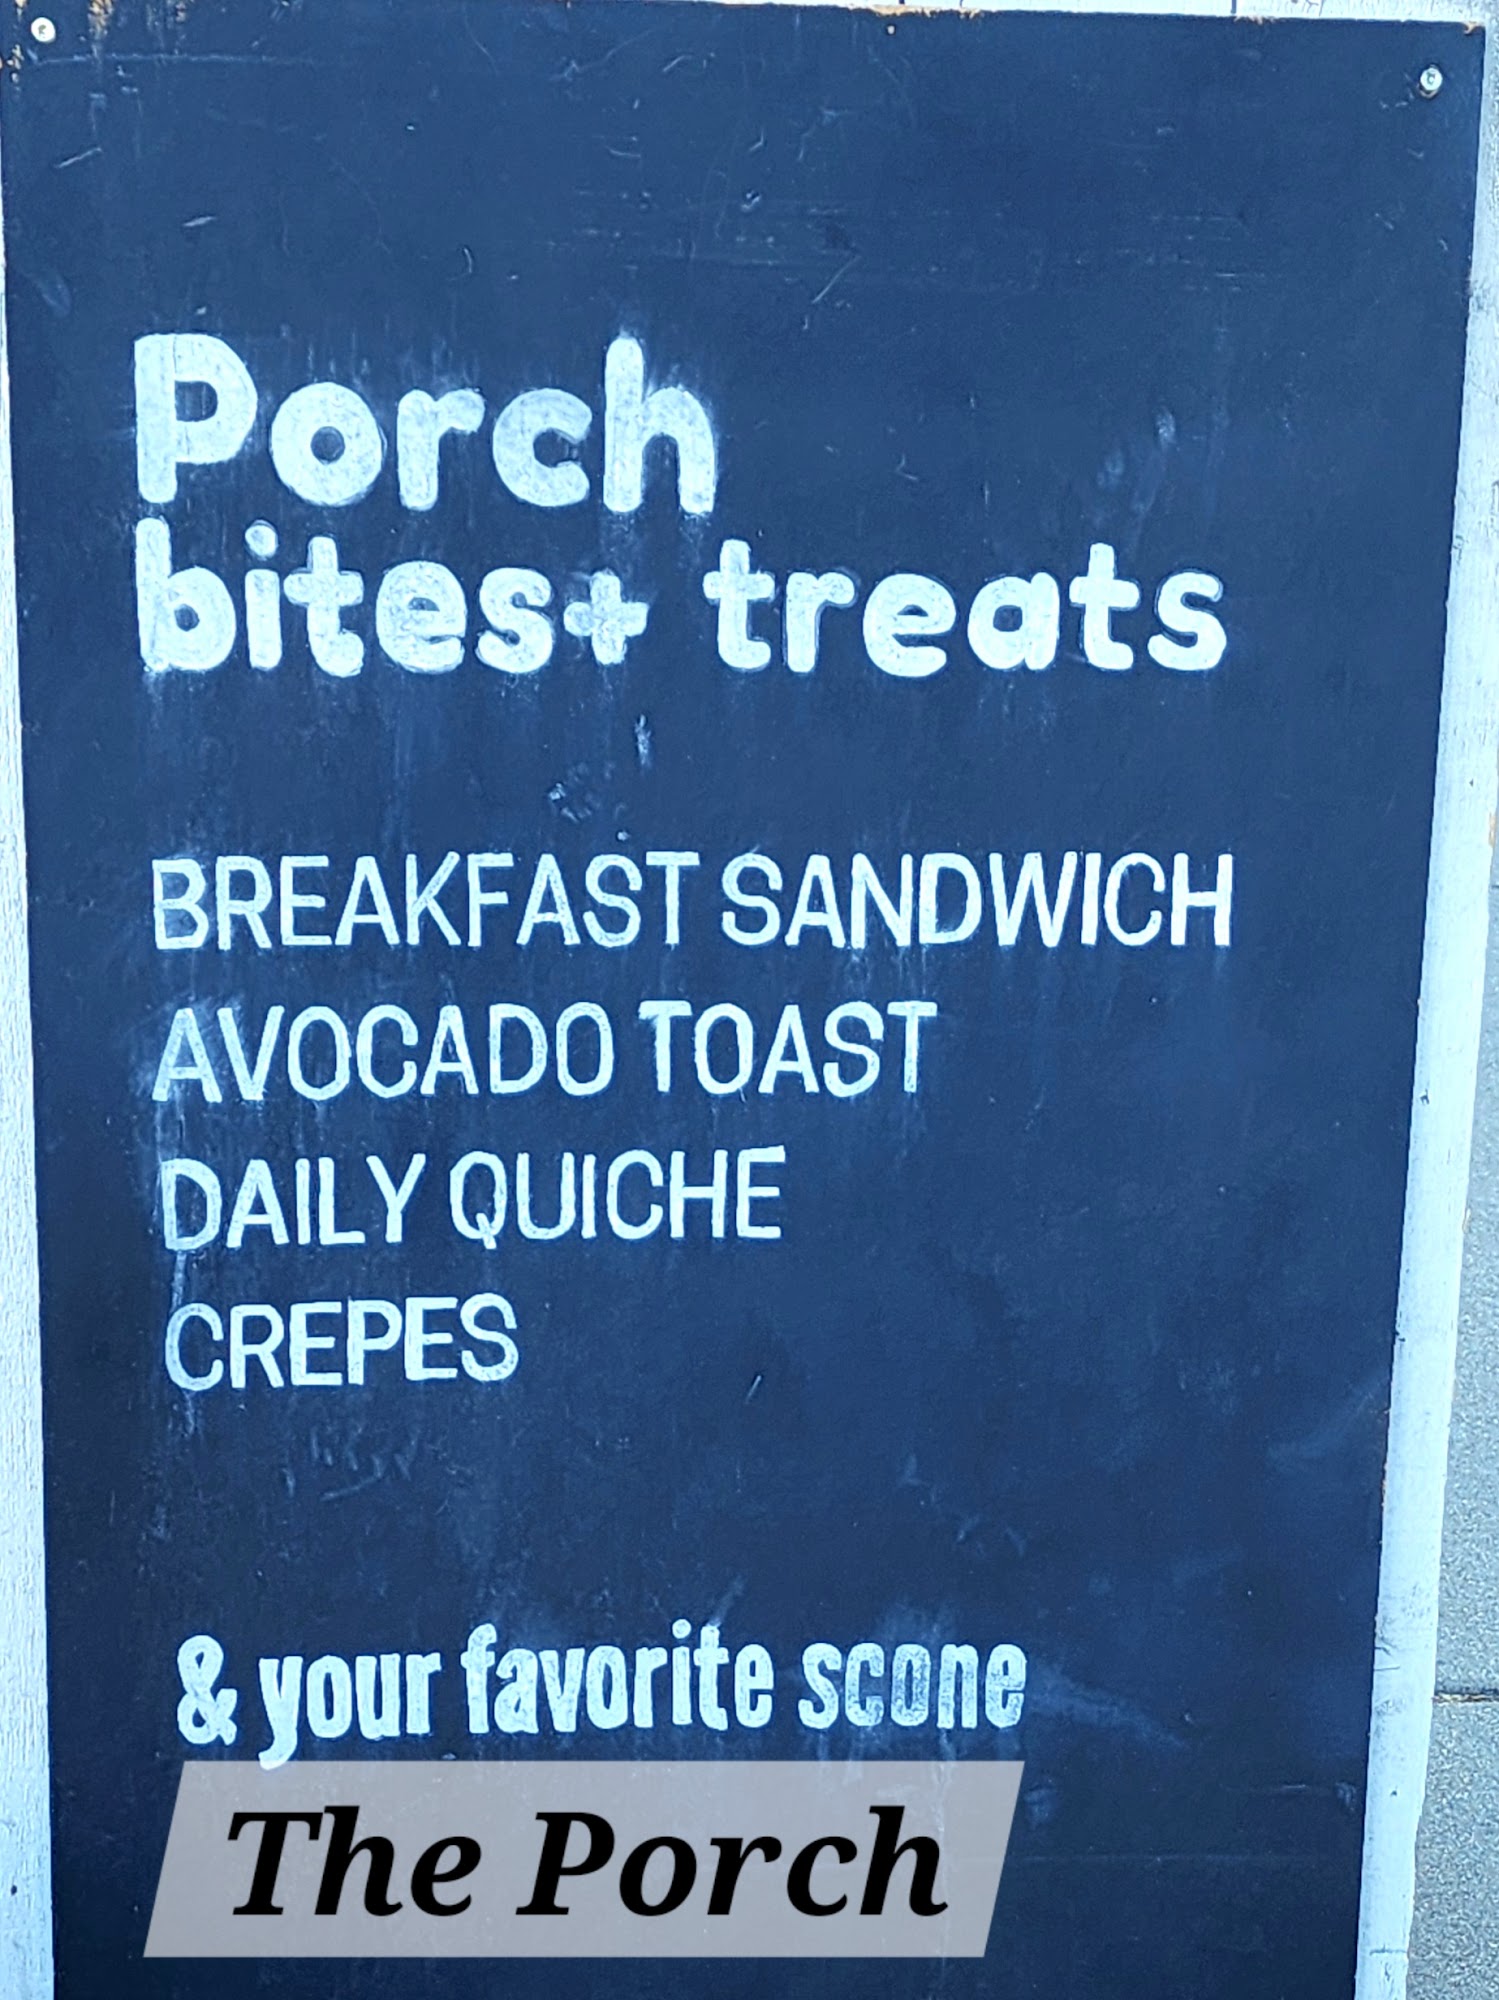 Porch
bites+ treats
BREAKFAST SANDWICH
AVOCADO TOAST
DAILY QUICHE
CREPES
& your favorite scone
The Porch